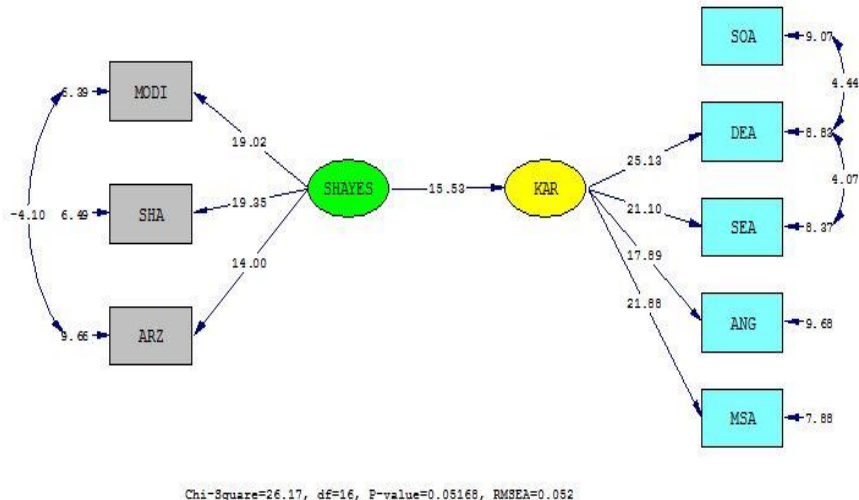 SOA
9.07
4.44
5.39
MODI
DEA
8.83
19.02
25.13
4.07
SHAYES
15.53
KAR
19.35
21.10
-4.10
6.49
SHA
SEA
8.37
17.89
14.00
21.88
9.66
ARZ
ANG
9.68
MSA
7.88
Chi-Square=26.17, df=16, P-value=0.05168, RMSEA=0.052